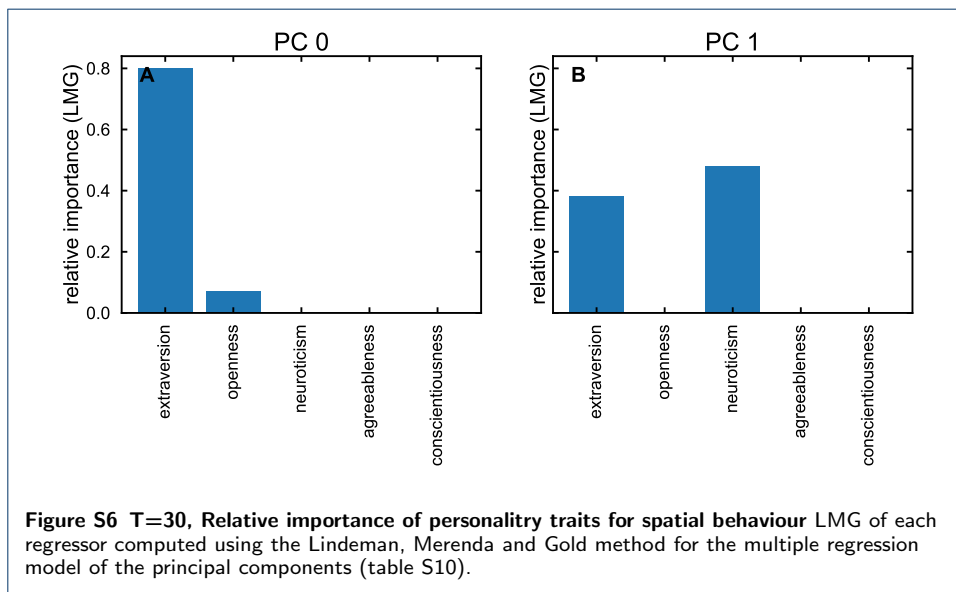 PC 0
PC 1
A
B
relative importance (LMG)
0.8
0.6
0.4
0.2
0.0
relative importance (LMG)
extraversion
openness
neuroticism
agreeableness
conscientiousness
extraversion
openness
neuroticism
agreeableness
conscientiousness
Figure S6 T=30, Relative importance of personalitry traits for spatial behaviour LMG of each
regressor computed using the Lindeman, Merenda and Gold method for the multiple regression
model of the principal components (table S10).